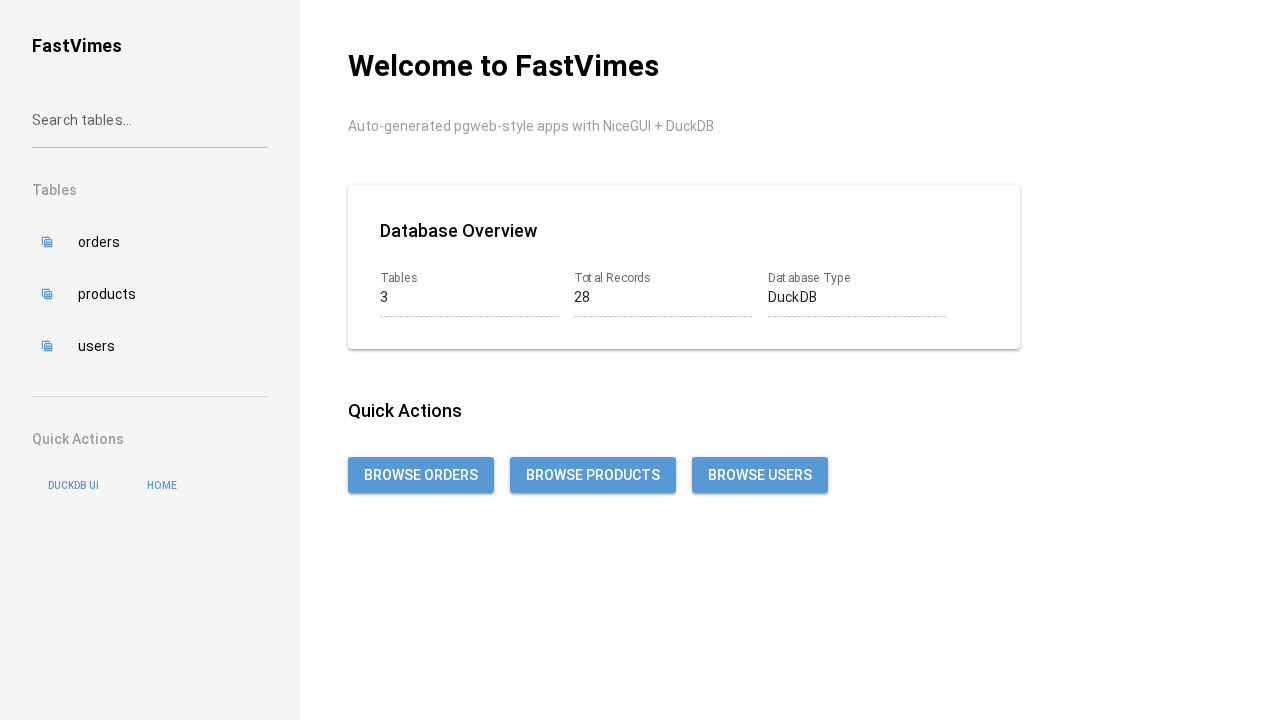 FastVimes
Search tables...
Tables
orders
products
users
Quick Actions
DUCKDB UI
HOME
Welcome to FastVimes
Auto-generated pgweb-style apps with NiceGUI + DuckDB
Database Overview
Tables
3
Total Records
28
Database Type
DuckDB
Quick Actions
BROWSE ORDERS
BROWSE PRODUCTS
BROWSE USERS